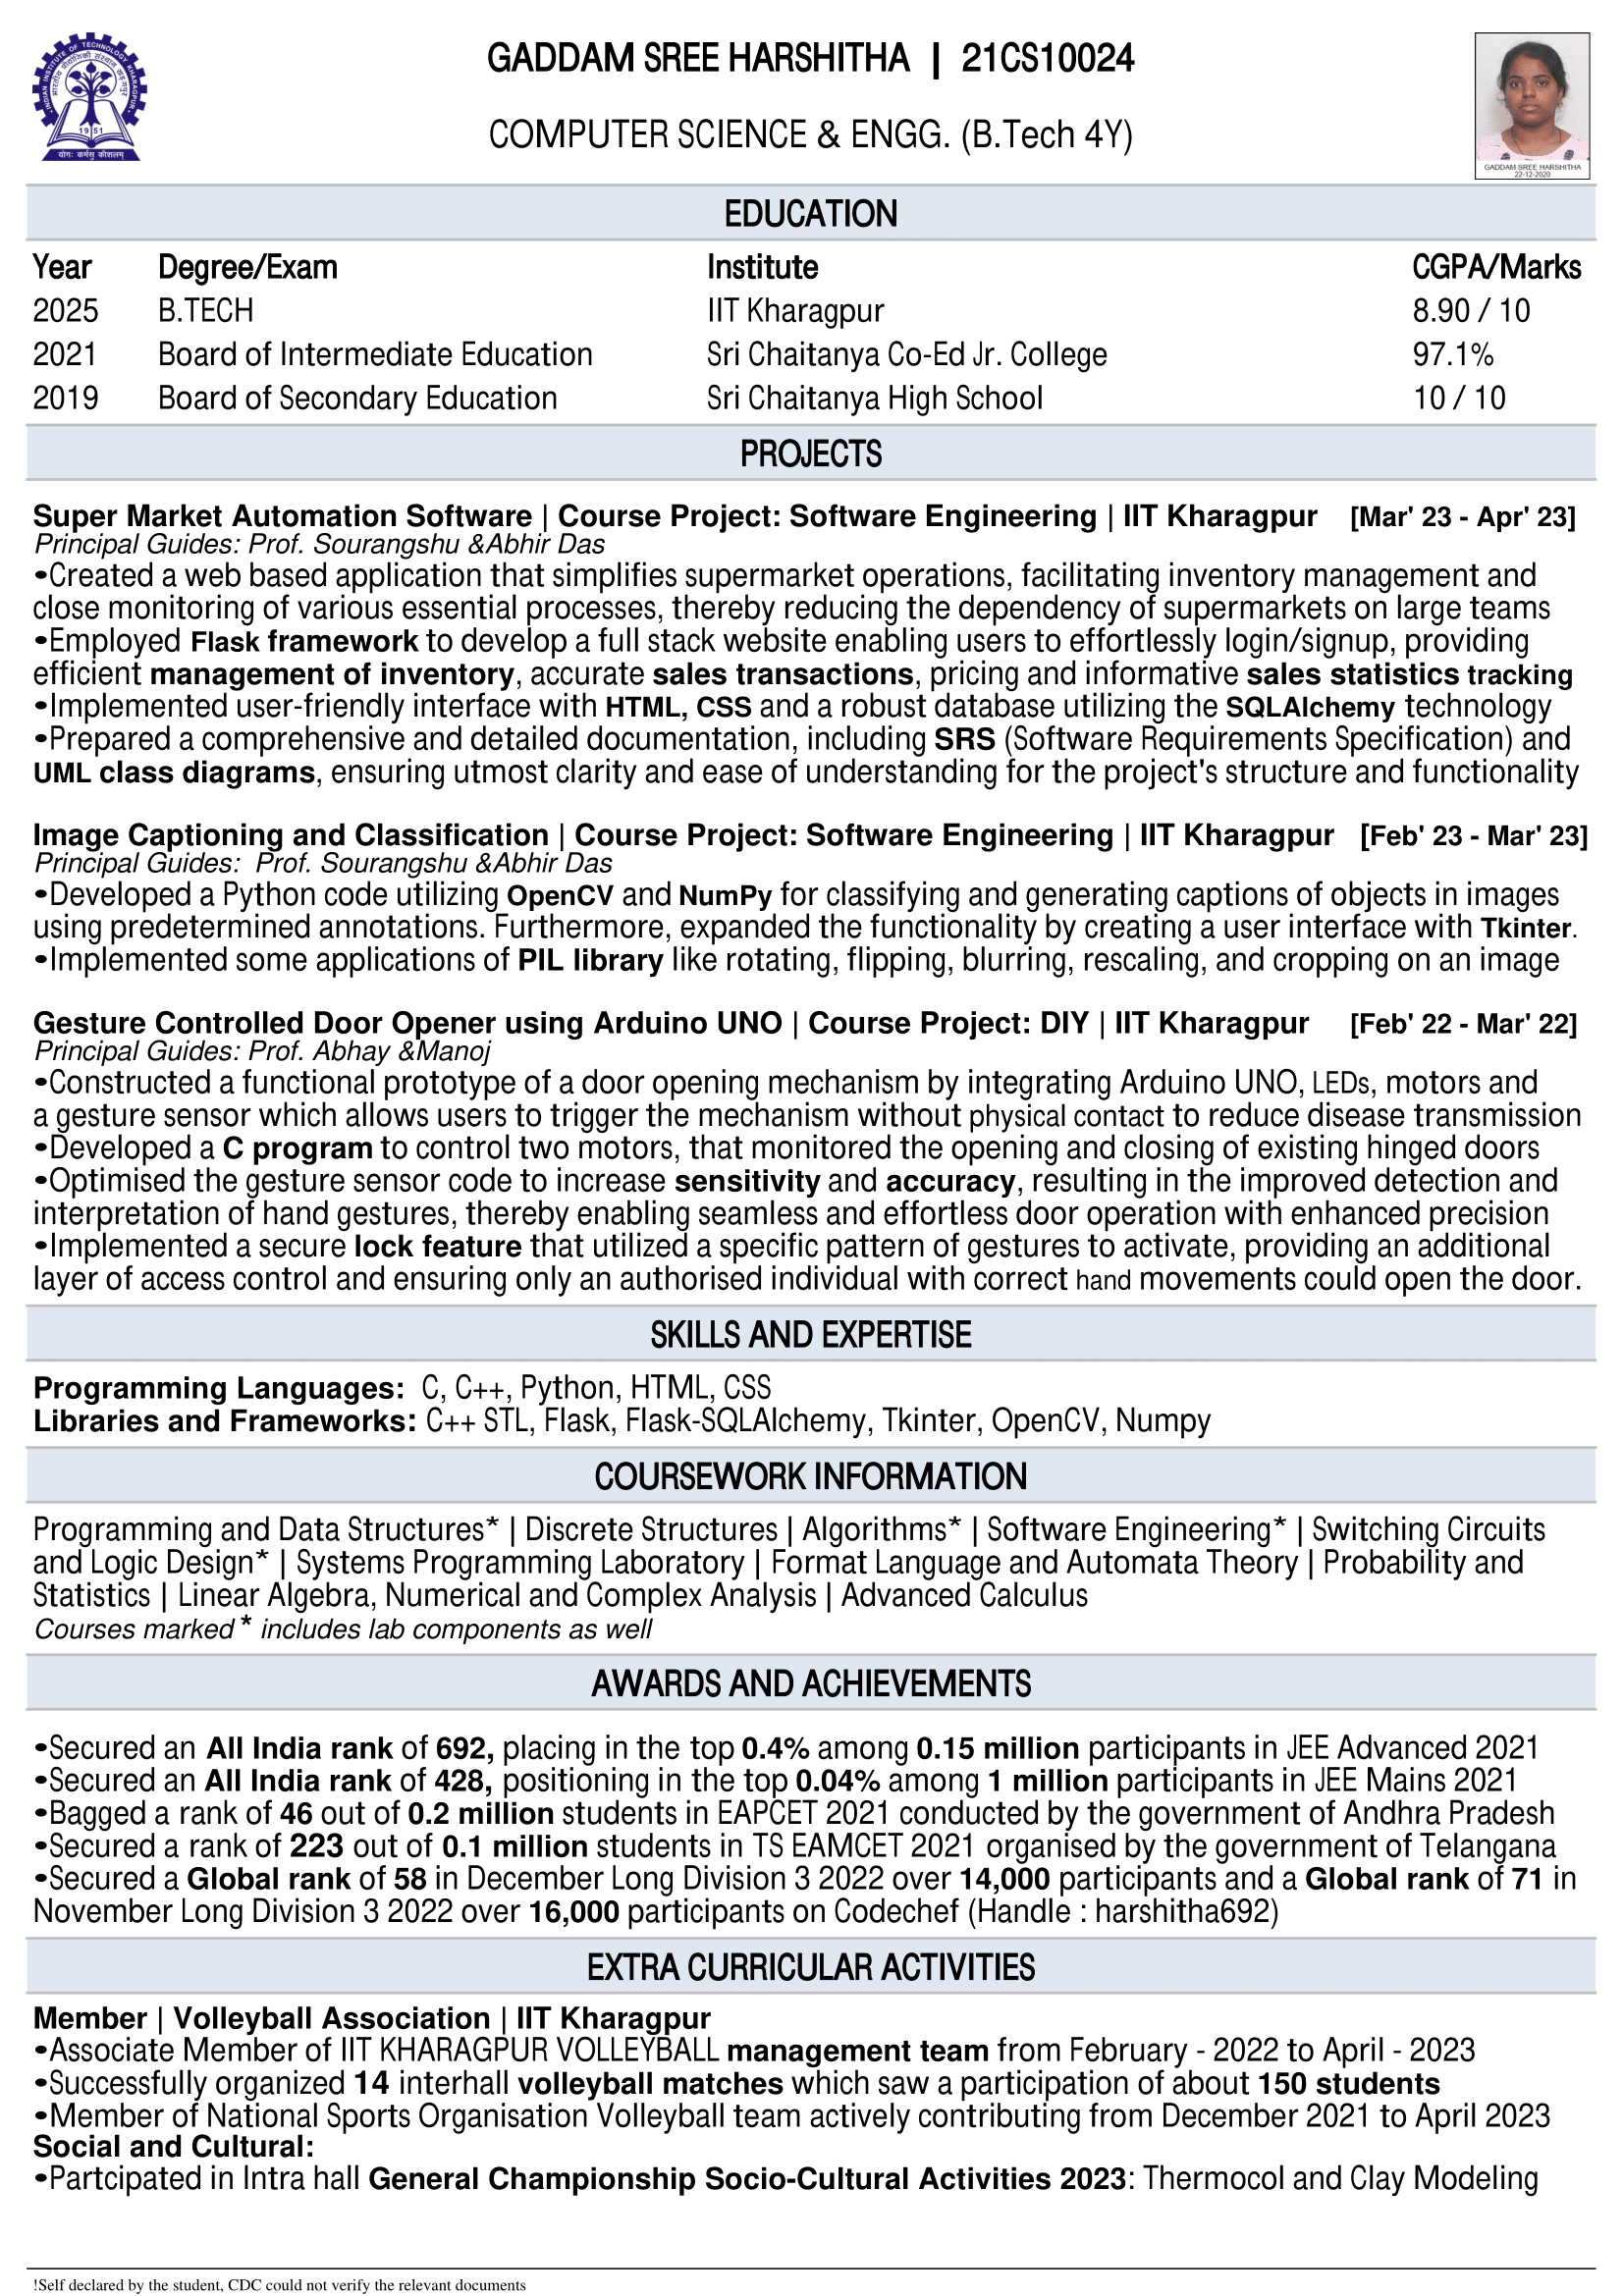 GADDAM SREE HARSHITHA | 21CS10024
COMPUTER SCIENCE & ENGG. (B.Tech 4Y)
INDIAN INSTITUTE OF TECHNOLOGY KHARAGPUR
भारतीय प्रौद्योगिकी संस्थान खड़गपुर
1951
योगः कर्मसु कौशलम्
GADDAM SREE HARSHITHA
22-12-2020
EDUCATION
Year Degree/Exam Institute CGPA/Marks
2025 B.TECH IIT Kharagpur 8.90 / 10
2021 Board of Intermediate Education Sri Chaitanya Co-Ed Jr. College 97.1%
2019 Board of Secondary Education Sri Chaitanya High School 10 / 10
PROJECTS
Super Market Automation Software | Course Project: Software Engineering | IIT Kharagpur [Mar' 23 - Apr' 23]
Principal Guides: Prof. Sourangshu &Abhir Das
•Created a web based application that simplifies supermarket operations, facilitating inventory management and
close monitoring of various essential processes, thereby reducing the dependency of supermarkets on large teams
•Employed Flask framework to develop a full stack website enabling users to effortlessly login/signup, providing
efficient management of inventory, accurate sales transactions, pricing and informative sales statistics tracking
•Implemented user-friendly interface with HTML, CSS and a robust database utilizing the SQLAlchemy technology
•Prepared a comprehensive and detailed documentation, including SRS (Software Requirements Specification) and
UML class diagrams, ensuring utmost clarity and ease of understanding for the project's structure and functionality
Image Captioning and Classification | Course Project: Software Engineering | IIT Kharagpur [Feb' 23 - Mar' 23]
Principal Guides: Prof. Sourangshu &Abhir Das
•Developed a Python code utilizing OpenCV and NumPy for classifying and generating captions of objects in images
using predetermined annotations. Furthermore, expanded the functionality by creating a user interface with Tkinter.
•Implemented some applications of PIL library like rotating, flipping, blurring, rescaling, and cropping on an image
Gesture Controlled Door Opener using Arduino UNO | Course Project: DIY | IIT Kharagpur [Feb' 22 - Mar' 22]
Principal Guides: Prof. Abhay &Manoj
•Constructed a functional prototype of a door opening mechanism by integrating Arduino UNO, LEDs, motors and
a gesture sensor which allows users to trigger the mechanism without physical contact to reduce disease transmission
•Developed a C program to control two motors, that monitored the opening and closing of existing hinged doors
•Optimised the gesture sensor code to increase sensitivity and accuracy, resulting in the improved detection and
interpretation of hand gestures, thereby enabling seamless and effortless door operation with enhanced precision
•Implemented a secure lock feature that utilized a specific pattern of gestures to activate, providing an additional
layer of access control and ensuring only an authorised individual with correct hand movements could open the door.
SKILLS AND EXPERTISE
Programming Languages: C, C++, Python, HTML, CSS
Libraries and Frameworks: C++ STL, Flask, Flask-SQLAlchemy, Tkinter, OpenCV, Numpy
COURSEWORK INFORMATION
Programming and Data Structures* | Discrete Structures | Algorithms* | Software Engineering* | Switching Circuits
and Logic Design* | Systems Programming Laboratory | Format Language and Automata Theory | Probability and
Statistics | Linear Algebra, Numerical and Complex Analysis | Advanced Calculus
Courses marked * includes lab components as well
AWARDS AND ACHIEVEMENTS
•Secured an All India rank of 692, placing in the top 0.4% among 0.15 million participants in JEE Advanced 2021
•Secured an All India rank of 428, positioning in the top 0.04% among 1 million participants in JEE Mains 2021
•Bagged a rank of 46 out of 0.2 million students in EAPCET 2021 conducted by the government of Andhra Pradesh
•Secured a rank of 223 out of 0.1 million students in TS EAMCET 2021 organised by the government of Telangana
•Secured a Global rank of 58 in December Long Division 3 2022 over 14,000 participants and a Global rank of 71 in
November Long Division 3 2022 over 16,000 participants on Codechef (Handle : harshitha692)
EXTRA CURRICULAR ACTIVITIES
Member | Volleyball Association | IIT Kharagpur
•Associate Member of IIT KHARAGPUR VOLLEYBALL management team from February - 2022 to April - 2023
•Successfully organized 14 interhall volleyball matches which saw a participation of about 150 students
•Member of National Sports Organisation Volleyball team actively contributing from December 2021 to April 2023
Social and Cultural:
•Partcipated in Intra hall General Championship Socio-Cultural Activities 2023: Thermocol and Clay Modeling
!Self declared by the student, CDC could not verify the relevant documents